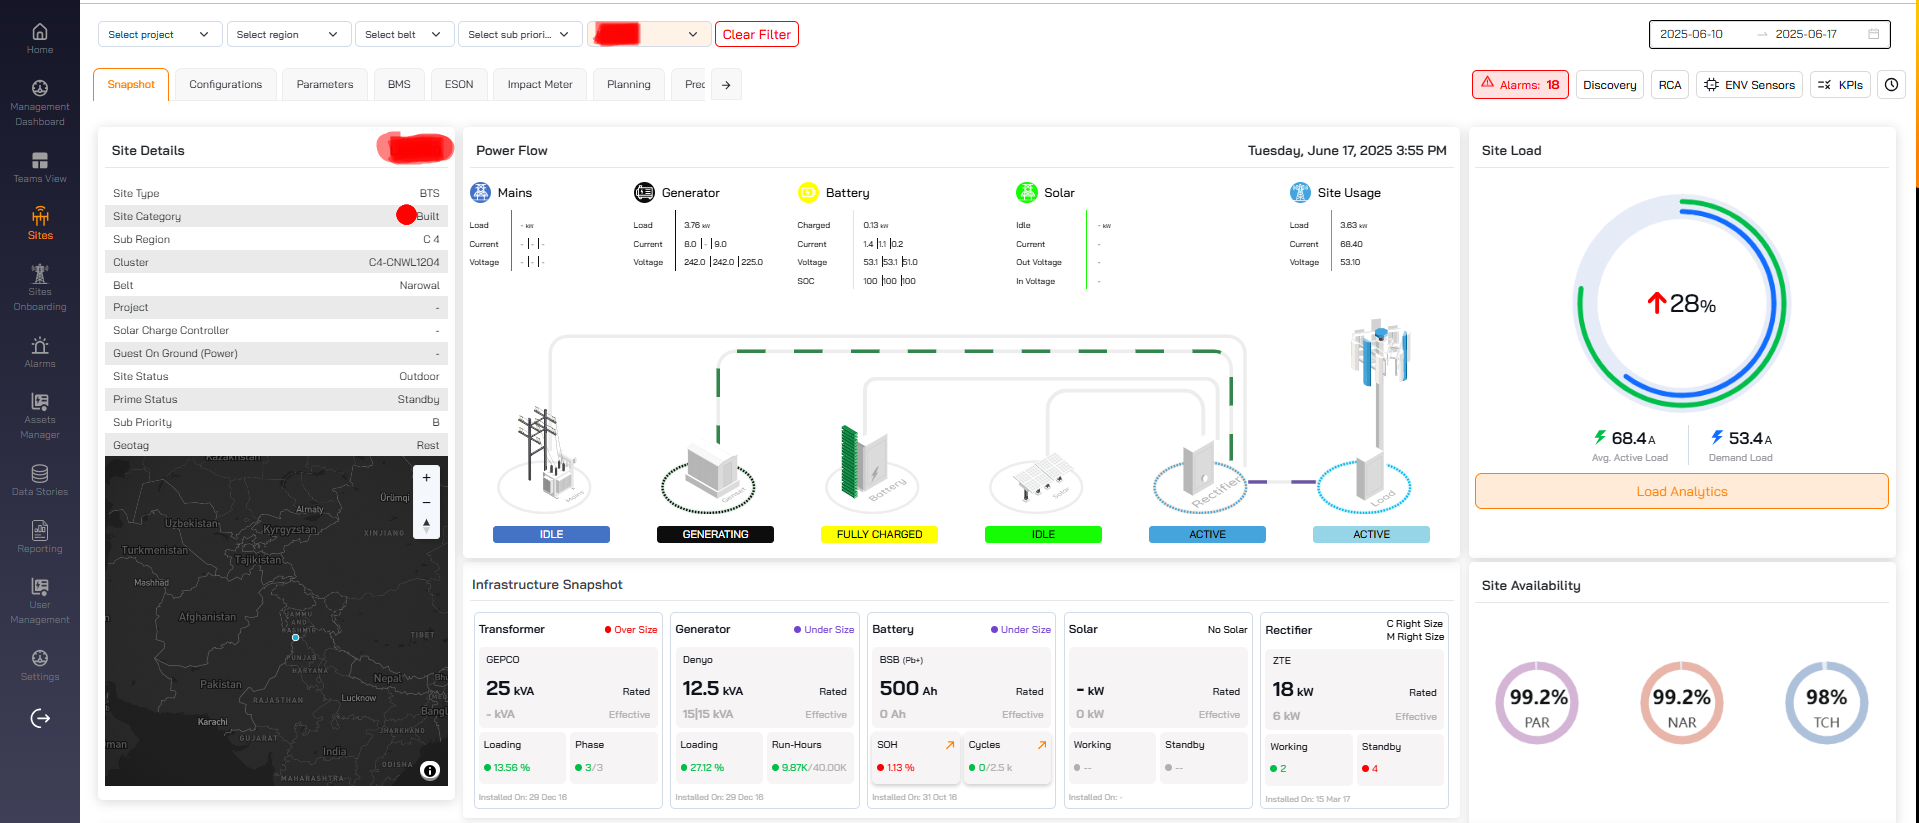 Home
Management
Dashboard
Teams View
Sites
Sites
Onboarding
Alarms
Assets
Manager
Data Stories
Reporting
User
Management
Settings
Select project
Select region
Select belt
Select sub priori...
Clear Filter
2025-06-10
2025-06-17
Snapshot
Configurations
Parameters
BMS
ESON
Impact Meter
Planning
Prec
Alarms: 18
Discovery
RCA
ENV Sensors
KPIs
Site Details
Site Type BTS
Site Category Built
Sub Region C 4
Cluster C4-CNWL1204
Belt Narowal
Project -
Solar Charge Controller -
Guest On Ground (Power) -
Site Status Outdoor
Prime Status Standby
Sub Priority B
Geotag Rest
Kazakhstan
Ürümqi
Almaty
Uzbekistan
Kyrgyzstan
XINJIANG
Turkmenistan
Tajikistan
Mashhad
Afghanistan
JAMMU
AND
KASHMIR
TIBET
PUNJAB
HARYANA
Nepal
Bhu
Pakistan
RAJASTHAN
Lucknow
Karachi
Bangl
JHARKHAND
GUJARAT
man
India
ODISHA
MAHARASHTRA
Power Flow
Tuesday, June 17, 2025 3:55 PM
Mains
Load - kW
Current - | - | -
Voltage - | - | -
Generator
Load 3.76 kW
Current 8.0 | - | 9.0
Voltage 242.0 | 242.0 | 225.0
Battery
Charged 0.13 kW
Current 1.4 | 1.1 | 0.2
Voltage 53.1 | 53.1 | 51.0
SOC 100 | 100 | 100
Solar
Idle - kW
Current -
Out Voltage -
In Voltage -
Site Usage
Load 3.63 kW
Current 68.40
Voltage 53.10
Mains
Genset
Battery
Solar
Rectifier
Load
IDLE
GENERATING
FULLY CHARGED
IDLE
ACTIVE
ACTIVE
Infrastructure Snapshot
Transformer Over Size
GEPCO
25 kVA Rated
- kVA Effective
Loading
13.56 %
Phase
3/3
Installed On: 29 Dec 16
Generator Under Size
Denyo
12.5 kVA Rated
15|15 kVA Effective
Loading
27.12 %
Run-Hours
9.87K/40.00K
Installed On: 29 Dec 16
Battery Under Size
BSB (Pb+)
500 Ah Rated
0 Ah Effective
SOH
1.13 %
Cycles
0/2.5 k
Installed On: 31 Oct 16
Solar No Solar
- kW Rated
0 kW Effective
Working
--
Standby
--
Installed On: -
Rectifier
C Right Size
M Right Size
ZTE
18 kW Rated
6 kW Effective
Working
2
Standby
4
Installed On: 15 Mar 17
Site Load
28%
68.4 A
Avg. Active Load
53.4 A
Demand Load
Load Analytics
Site Availability
99.2%
PAR
99.2%
NAR
98%
TCH